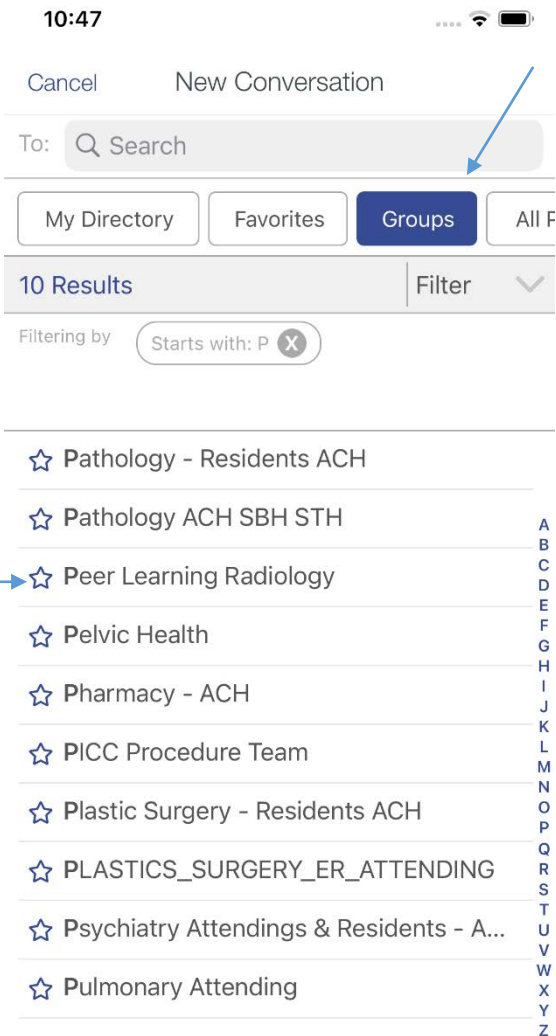 10:47
Cancel New Conversation
To: Search
My Directory Favorites Groups All P
10 Results Filter
Filtering by Starts with: P X
Pathology - Residents ACH
Pathology ACH SBH STH
Peer Learning Radiology
Pelvic Health
Pharmacy - ACH
PICC Procedure Team
Plastic Surgery - Residents ACH
PLASTICS_SURGERY_ER_ATTENDING
Psychiatry Attendings & Residents - A...
Pulmonary Attending
A
B
C
D
E
F
G
H
I
J
K
L
M
N
O
P
Q
R
S
T
U
V
W
X
Y
Z